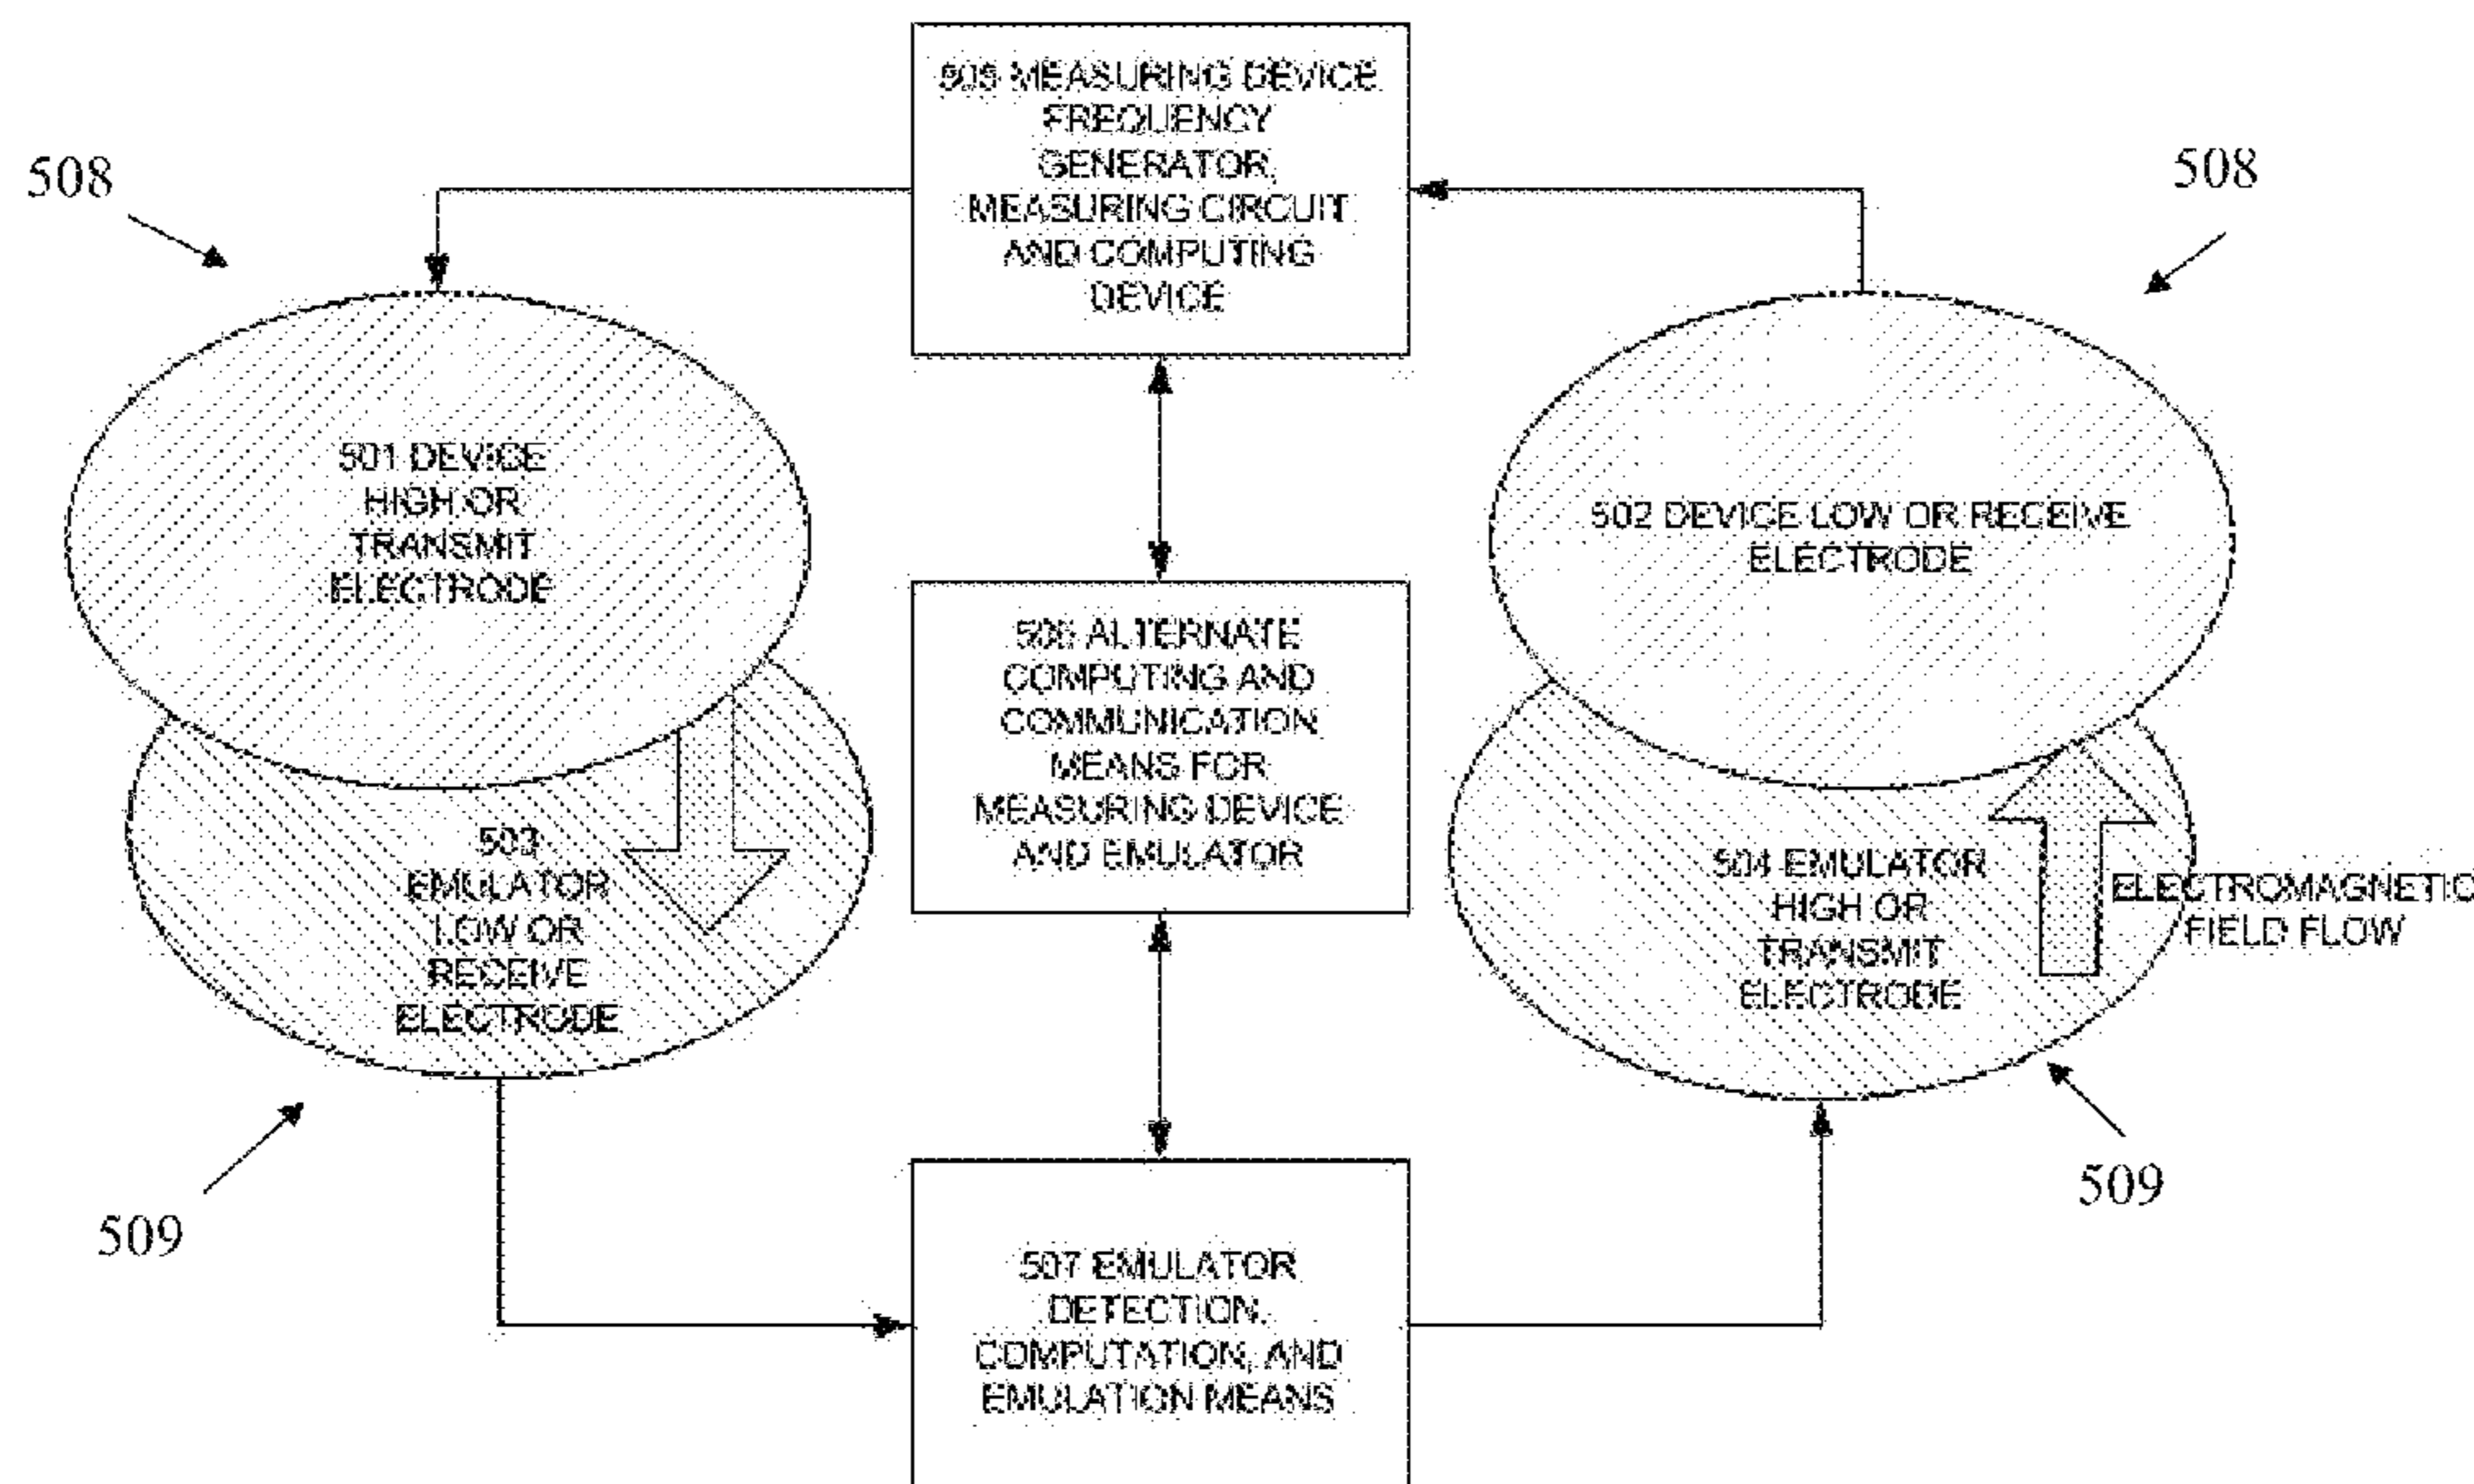 505 MEASURING DEVICE
FREQUENCY
GENERATOR,
MEASURING CIRCUIT
AND COMPUTING
DEVICE
508
508
501 DEVICE
HIGH OR
TRANSMIT
ELECTRODE
502 DEVICE LOW OR RECEIVE
ELECTRODE
506 ALTERNATE
COMPUTING AND
COMMUNICATION
MEANS FOR
MEASURING DEVICE
AND EMULATOR
503
EMULATOR
LOW OR
RECEIVE
ELECTRODE
504 EMULATOR
HIGH OR
TRANSMIT
ELECTRODE
ELECTROMAGNETIC
FIELD FLOW
509
509
507 EMULATOR
DETECTION,
COMPUTATION, AND
EMULATION MEANS